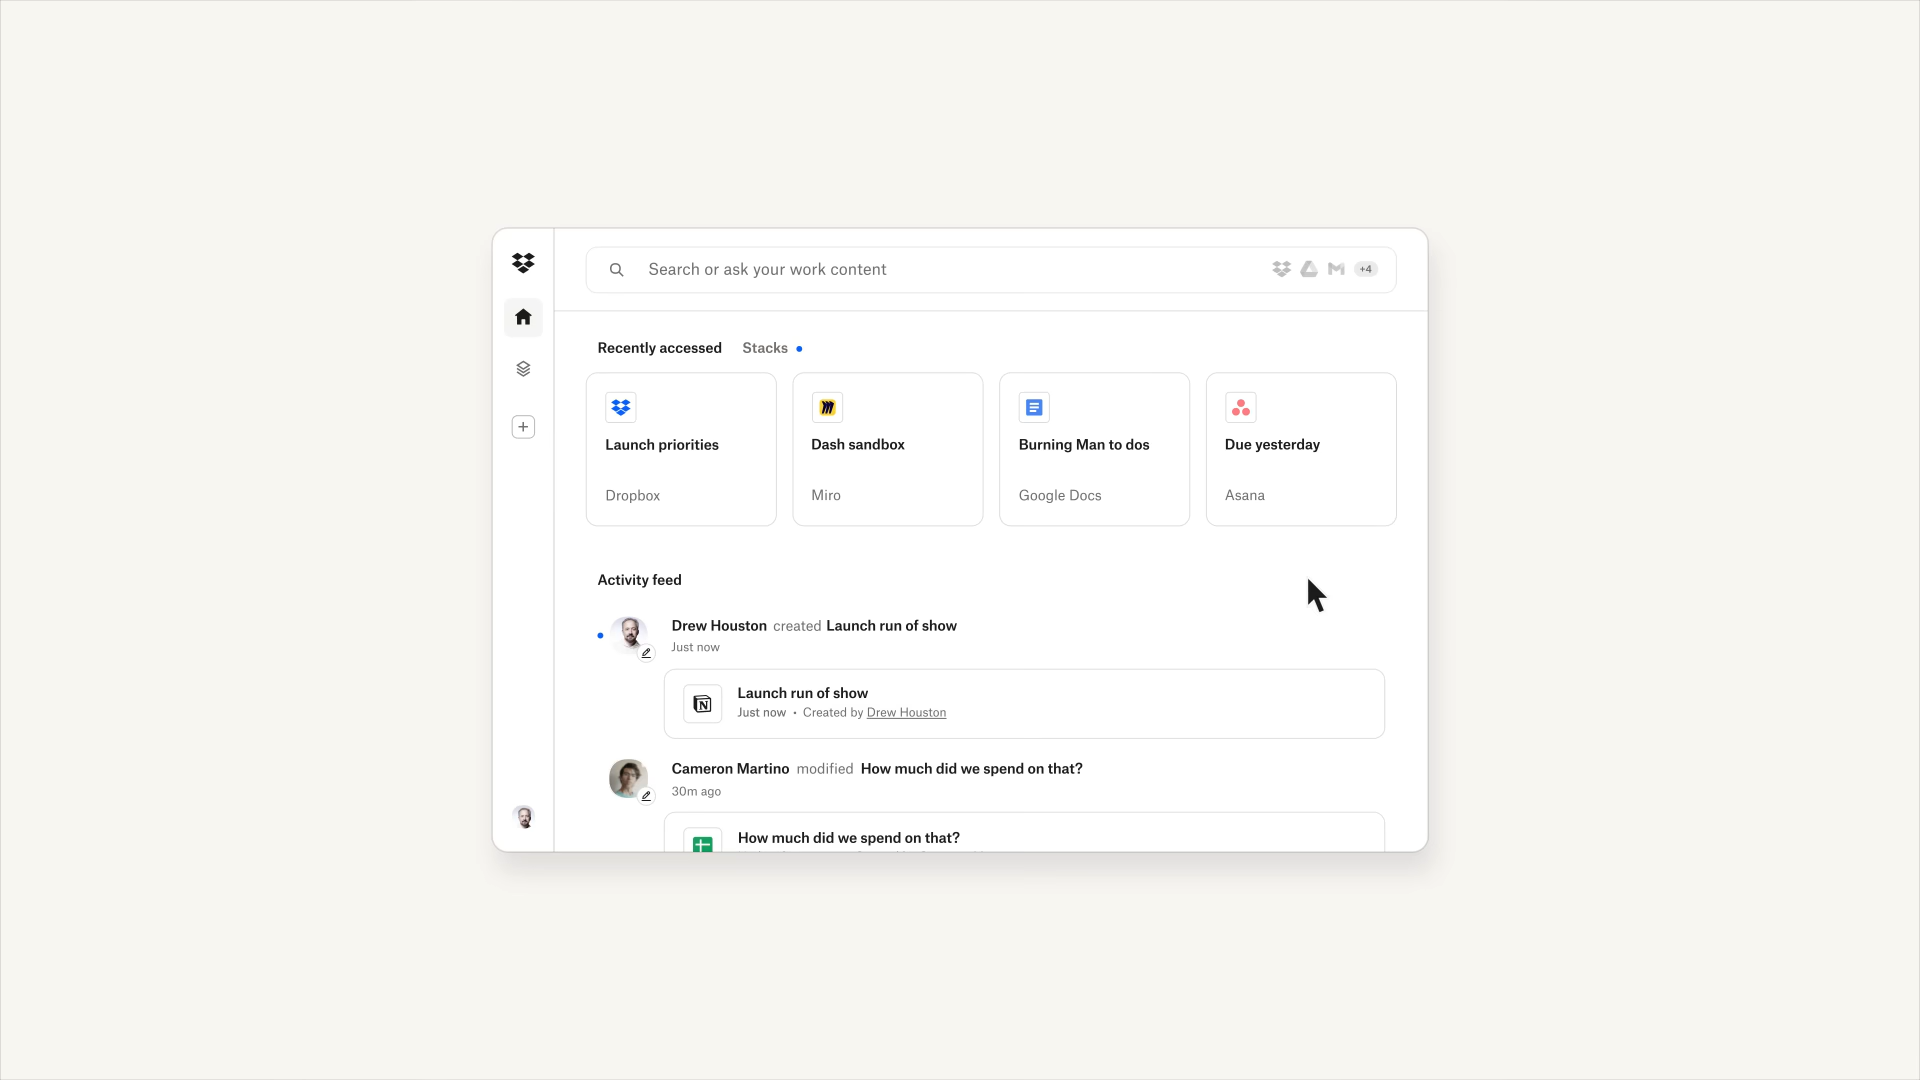 Search or ask your work content
+4
Recently accessed
Stacks
Launch priorities
Dropbox
Dash sandbox
Miro
Burning Man to dos
Google Docs
Due yesterday
Asana
Activity feed
Drew Houston created Launch run of show
Just now
Launch run of show
Just now • Created by Drew Houston
Cameron Martino modified How much did we spend on that?
30m ago
How much did we spend on that?